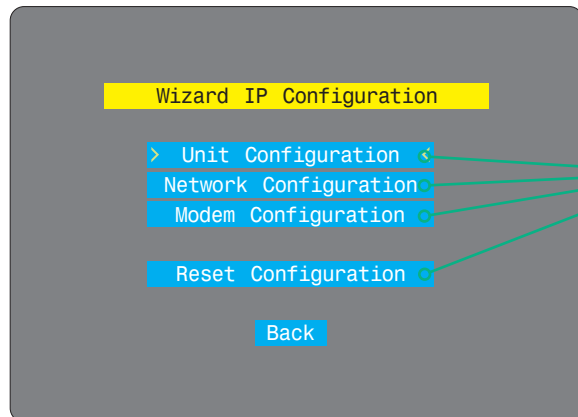 Wizard IP Configuration
> Unit Configuration <
Network Configuration
Modem Configuration
Reset Configuration
Back